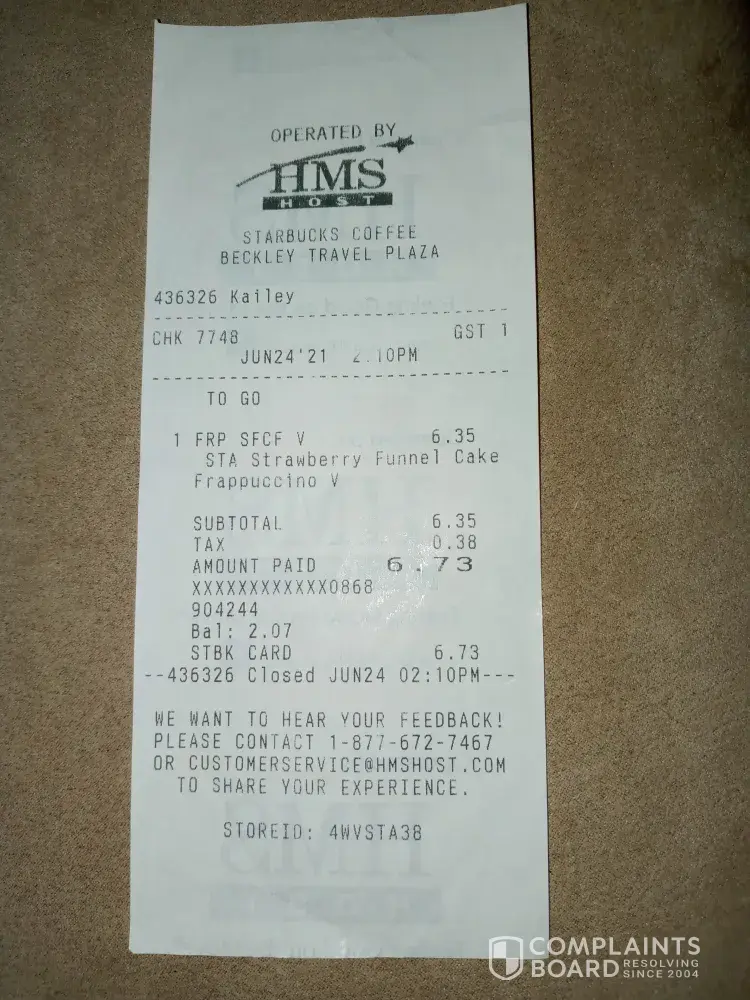 OPERATED BY
HMS
HOST
STARBUCKS COFFEE
BECKLEY TRAVEL PLAZA
436326 Kailey
CHK 7748 GST 1
JUN24'21 2:10PM
TO GO
1 FRP SFCF V 6.35
STA Strawberry Funnel Cake
Frappuccino V
SUBTOTAL 6.35
TAX 0.38
AMOUNT PAID 6.73
XXXXXXXXXXXX0868
904244
Bal: 2.07
STBK CARD 6.73
--436326 Closed JUN24 02:10PM---
WE WANT TO HEAR YOUR FEEDBACK!
PLEASE CONTACT 1-877-672-7467
OR CUSTOMERSERVICE@HMSHOST.COM
TO SHARE YOUR EXPERIENCE.
STOREID: 4WVSTA38
COMPLAINTS
BOARD RESOLVING
SINCE 2004